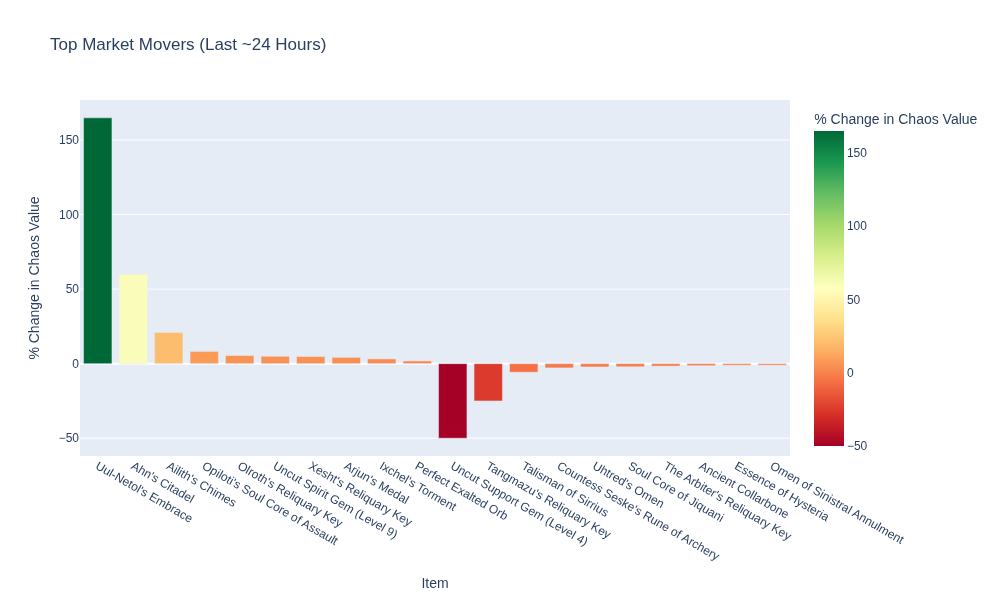 Top Market Movers (Last ~24 Hours)
% Change in Chaos Value
150
100
50
0
−50
Uul-Netol's Embrace
Ahn's Citadel
Ailith's Chimes
Opiloti's Soul Core of Assault
Olroth's Reliquary Key
Uncut Spirit Gem (Level 9)
Xesht's Reliquary Key
Arjun's Medal
Ixchel's Torment
Perfect Exalted Orb
Uncut Support Gem (Level 4)
Tangmazu's Reliquary Key
Talisman of Sirrius
Countess Seske's Rune of Archery
Uhtred's Omen
Soul Core of Jiquani
The Arbiter's Reliquary Key
Ancient Collarbone
Essence of Hysteria
Omen of Sinistral Annulment
Item
% Change in Chaos Value
150
100
50
0
−50